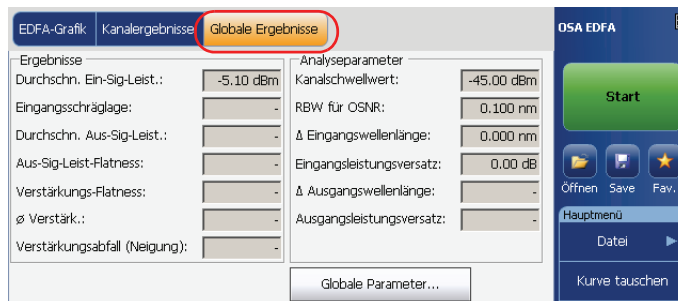 EDFA-Grafik
Kanalergebnisse
Globale Ergebnisse
OSA EDFA
Ergebnisse
Durchschn. Ein-Sig-Leist.: -5.10 dBm
Eingangsschräglage: -
Durchschn. Aus-Sig-Leist.: -
Aus-Sig-Leist-Flatness: -
Verstärkungs-Flatness: -
ø Verstärk.: -
Verstärkungsabfall (Neigung): -
Analyseparameter
Kanalschwellwert: -45.00 dBm
RBW für OSNR: 0.100 nm
Δ Eingangswellenlänge: 0.000 nm
Eingangsleistungsversatz: 0.00 dB
Δ Ausgangswellenlänge: -
Ausgangsleistungsversatz: -
Globale Parameter...
Start
Öffnen
Save
Fav.
Hauptmenü
Datei
Kurve tauschen